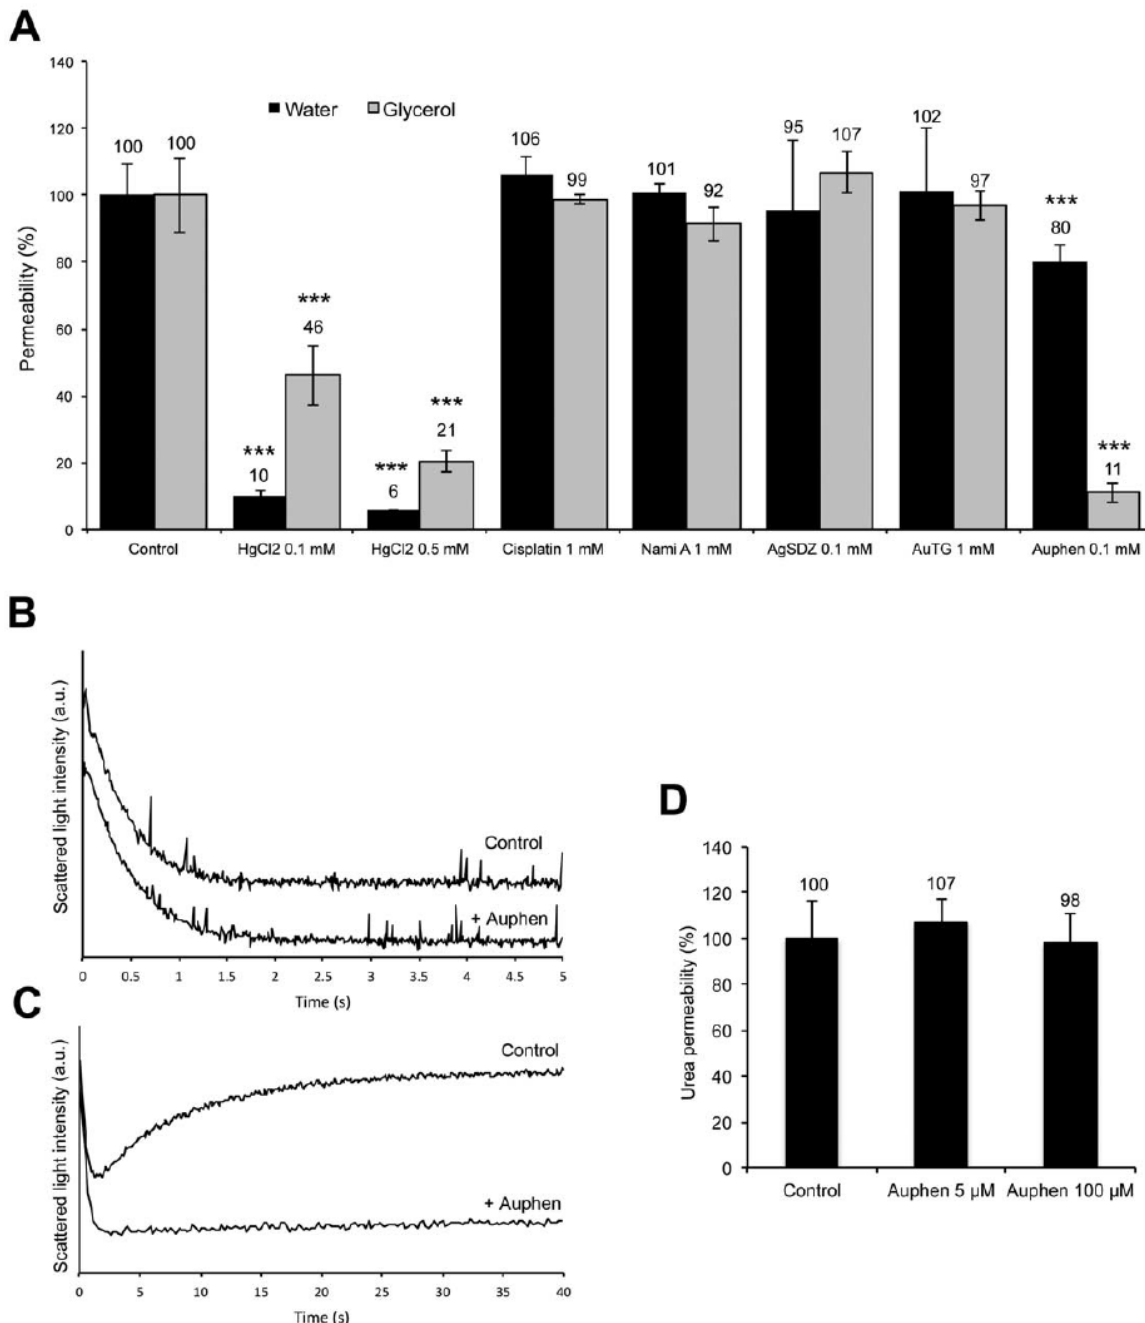 A
140
120
100
80
60
40
20
0
Permeability (%)
Water Glycerol
100 100
*** 10
*** 46
*** 6
*** 21
106 99
101 92
95 107
102 97
*** 80
*** 11
Control HgCl2 0.1 mM HgCl2 0.5 mM Cisplatin 1 mM Nami A 1 mM AgSDZ 0.1 mM AuTG 1 mM Auphen 0.1 mM
B
Scattered light intensity (a.u.)
Control
+ Auphen
0 0.5 1 1.5 2 2.5 3 3.5 4 4.5 5
Time (s)
C
Scattered light intensity (a.u.)
Control
+ Auphen
0 5 10 15 20 25 30 35 40
Time (s)
D
140
120
100
80
60
40
20
0
Urea permeability (%)
100 107 98
Control Auphen 5 µM Auphen 100 µM